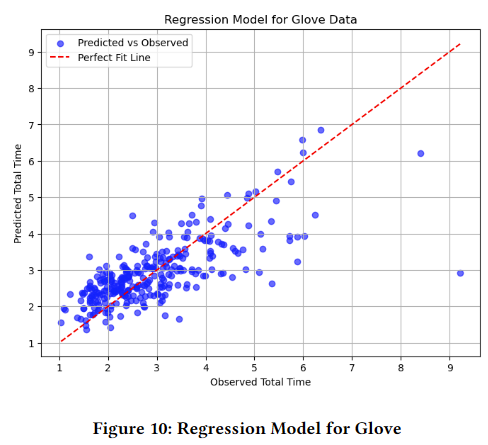 Regression Model for Glove Data
Predicted vs Observed
Perfect Fit Line
Predicted Total Time
9
8
7
6
5
4
3
2
1
1 2 3 4 5 6 7 8 9
Observed Total Time
Figure 10: Regression Model for Glove